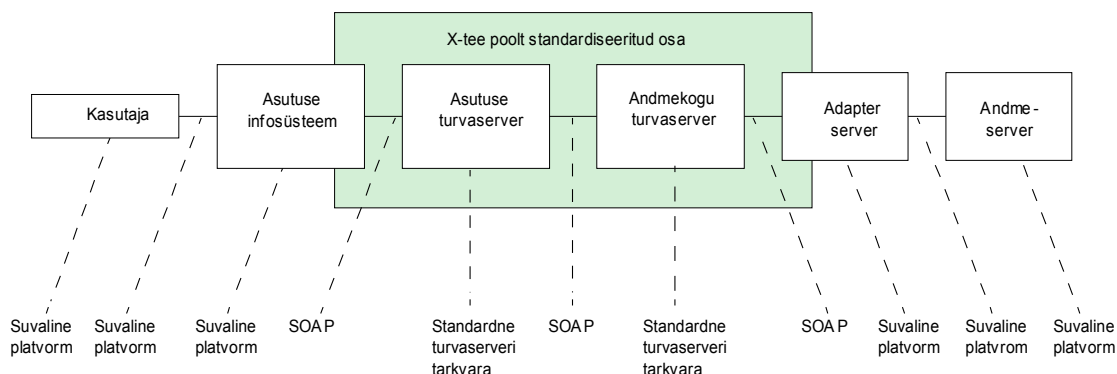 X-tee poolt standardiseeritud osa
Kasutaja
Asutuse
infosüsteem
Asutuse
turvaserver
Andmekogu
turvaserver
Adapter
server
Andme-
server
Suvaline
platvorm
Suvaline
platvorm
Suvaline
platvorm
SOAP
Standardne
turvaserveri
tarkvara
SOAP
Standardne
turvaserveri
tarkvara
SOAP
Suvaline
platvorm
Suvaline
platvrom
Suvaline
platvorm